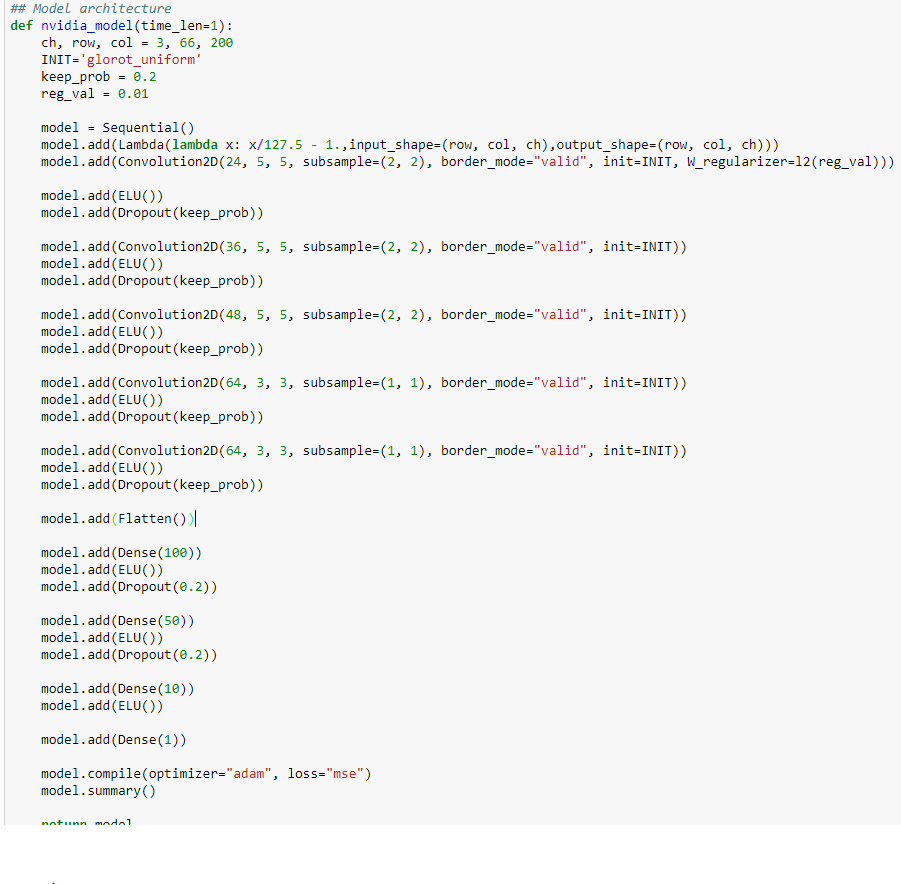 ## Model architecture
def nvidia_model(time_len=1):
    ch, row, col = 3, 66, 200
    INIT='glorot_uniform'
    keep_prob = 0.2
    reg_val = 0.01

    model = Sequential()
    model.add(Lambda(lambda x: x/127.5 - 1.,input_shape=(row, col, ch),output_shape=(row, col, ch)))
    model.add(Convolution2D(24, 5, 5, subsample=(2, 2), border_mode="valid", init=INIT, W_regularizer=l2(reg_val)))

    model.add(ELU())
    model.add(Dropout(keep_prob))

    model.add(Convolution2D(36, 5, 5, subsample=(2, 2), border_mode="valid", init=INIT))
    model.add(ELU())
    model.add(Dropout(keep_prob))

    model.add(Convolution2D(48, 5, 5, subsample=(2, 2), border_mode="valid", init=INIT))
    model.add(ELU())
    model.add(Dropout(keep_prob))

    model.add(Convolution2D(64, 3, 3, subsample=(1, 1), border_mode="valid", init=INIT))
    model.add(ELU())
    model.add(Dropout(keep_prob))

    model.add(Convolution2D(64, 3, 3, subsample=(1, 1), border_mode="valid", init=INIT))
    model.add(ELU())
    model.add(Dropout(keep_prob))

    model.add(Flatten())

    model.add(Dense(100))
    model.add(ELU())
    model.add(Dropout(0.2))

    model.add(Dense(50))
    model.add(ELU())
    model.add(Dropout(0.2))

    model.add(Dense(10))
    model.add(ELU())

    model.add(Dense(1))

    model.compile(optimizer="adam", loss="mse")
    model.summary()

    return model